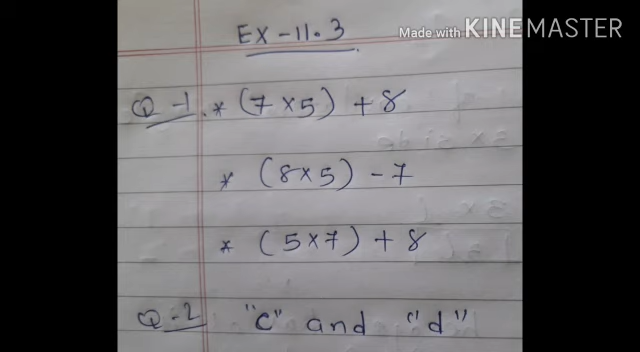 Made with KINEMASTER
EX - 11.3
Q-1. * (7 × 5) + 8
* (8 × 5) - 7
* (5 × 7) + 8
Q-2 "c" and "d"